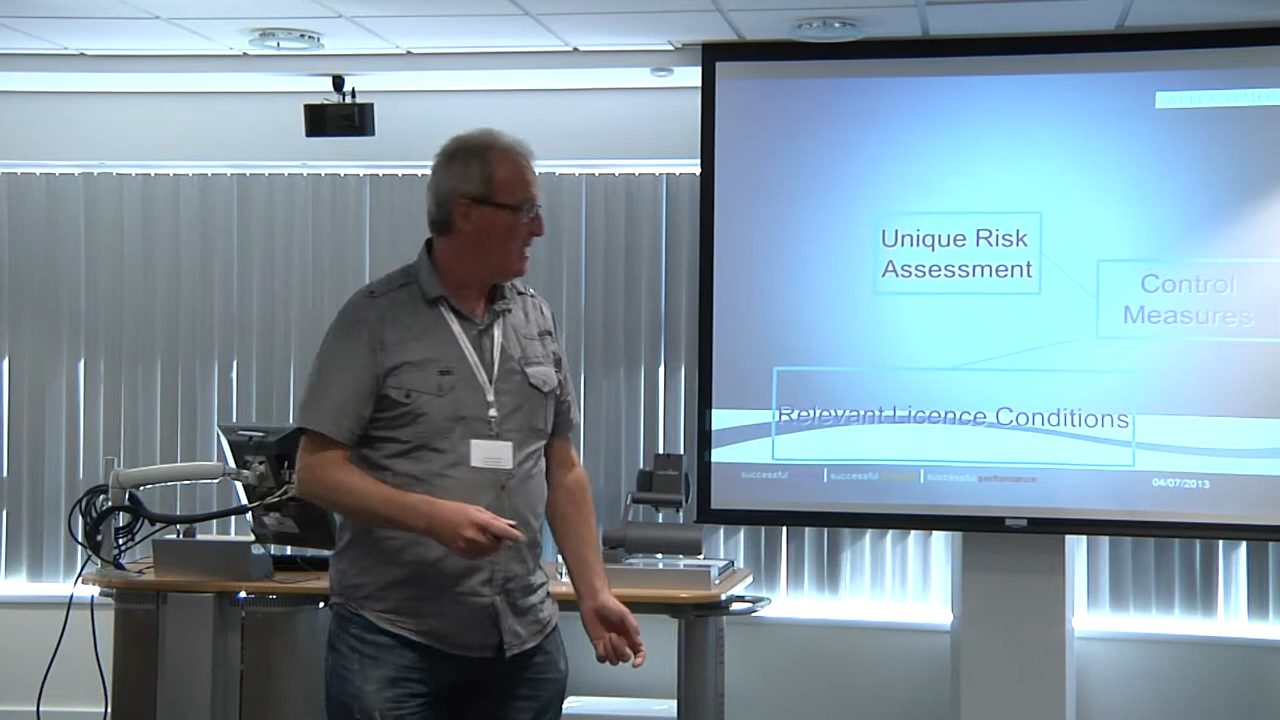 Unique Risk
Assessment
Control
Measures
Relevant Licence Conditions
successful
successful
successful performance
04/07/2013